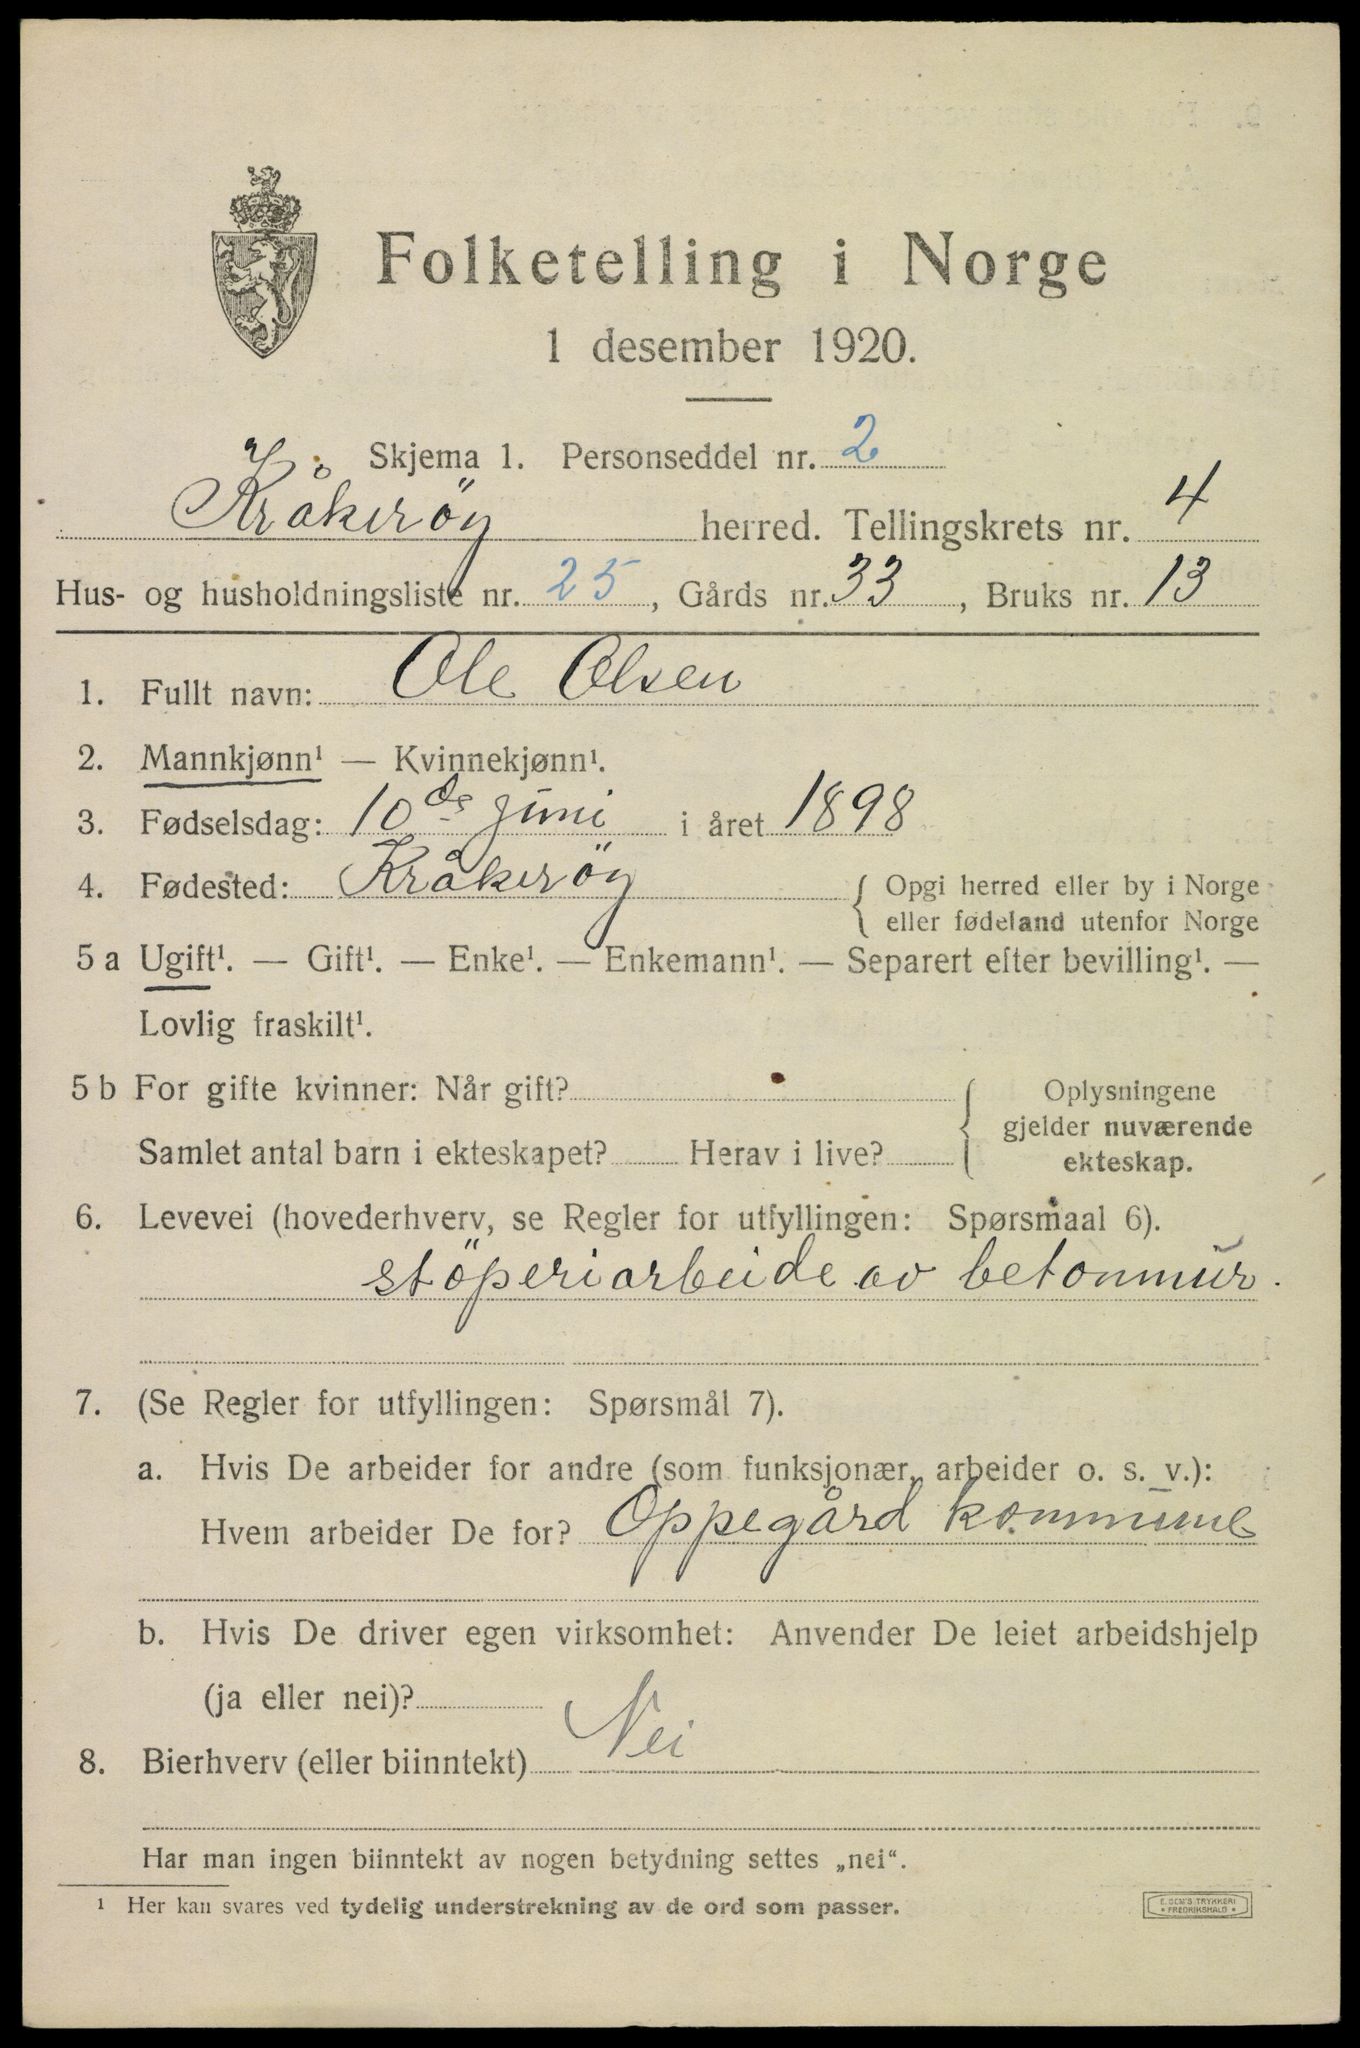 Folketelling i Norge
1 desember 1920.
Skjema 1. Personseddel nr. 2
Kråkeröy herred. Tellingskrets nr. 4
Hus- og husholdningsliste nr. 25, Gårds nr. 33, Bruks nr. 13
1. Fullt navn: Ole Olsen
2. Mannkjønn¹ — Kvinnekjønn¹.
3. Fødselsdag: 10de juni i året 1898
4. Fødested: Kråkeröy { Opgi herred eller by i Norge
eller fødeland utenfor Norge
5 a Ugift¹. — Gift¹. — Enke¹. — Enkemann¹. — Separert efter bevilling¹. —
Lovlig fraskilt¹.
5 b For gifte kvinner: Når gift? { Oplysningene
gjelder nuværende
Samlet antal barn i ekteskapet? Herav i live? ekteskap.
6. Levevei (hovederhverv, se Regler for utfyllingen: Spørsmaal 6).
stöperiarbeide av betonmur.
7. (Se Regler for utfyllingen: Spørsmål 7).
a. Hvis De arbeider for andre (som funksjonær, arbeider o. s. v.):
Hvem arbeider De for? Oppegård kommune
b. Hvis De driver egen virksomhet: Anvender De leiet arbeidshjelp
(ja eller nei)?
8. Bierhverv (eller biinntekt) Nei
Har man ingen biinntekt av nogen betydning settes „nei“.
¹ Her kan svares ved tydelig understrekning av de ord som passer.
E. SEM'S TRYKKERI
* FREDRIKSHALD *